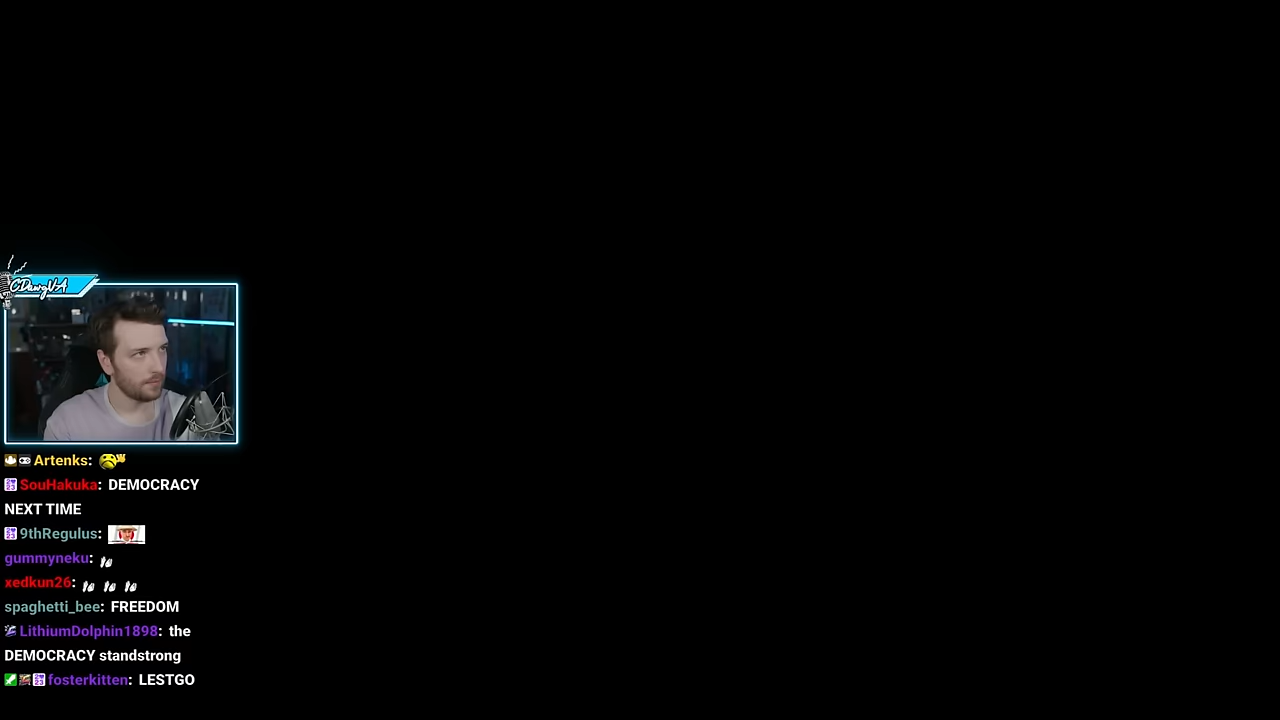 CDawgVA
Artenks:
SouHakuka: DEMOCRACY
NEXT TIME
9thRegulus:
gummyneku:
xedkun26:
spaghetti_bee: FREEDOM
LithiumDolphin1898: the
DEMOCRACY standstrong
fosterkitten: LESTGO